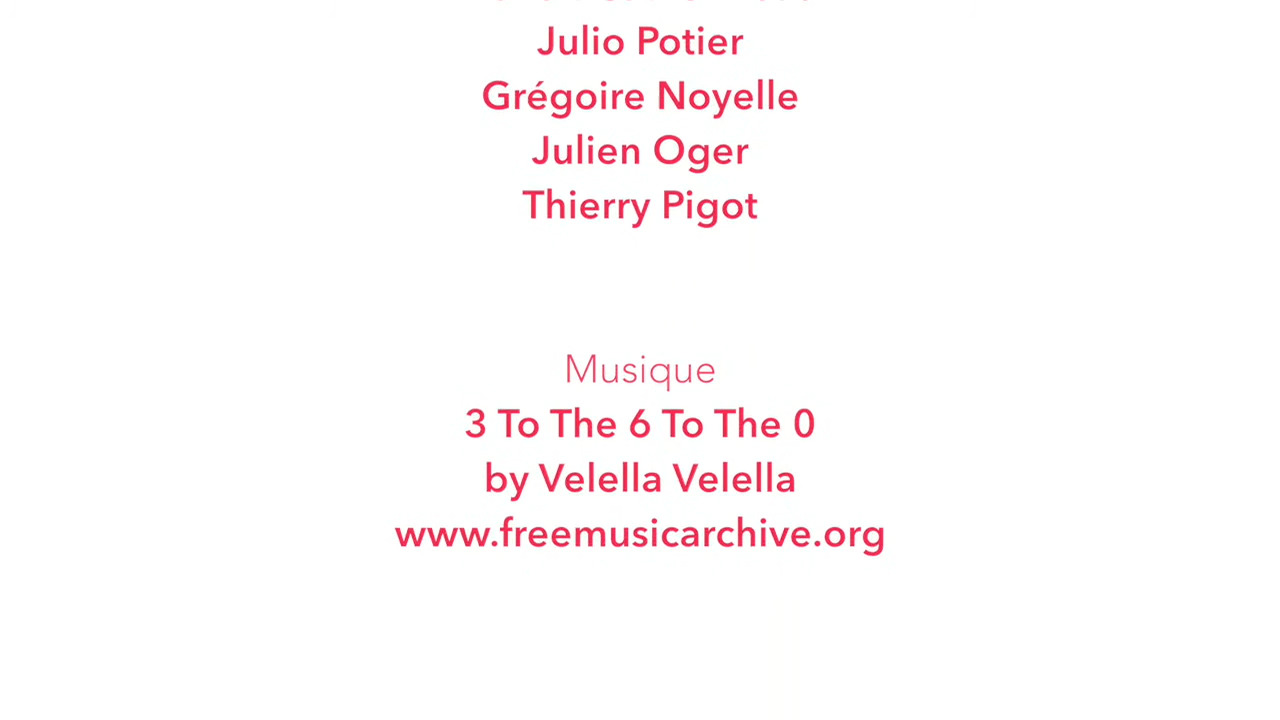 Julio Potier
Grégoire Noyelle
Julien Oger
Thierry Pigot
Musique
3 To The 6 To The 0
by Velella Velella
www.freemusicarchive.org